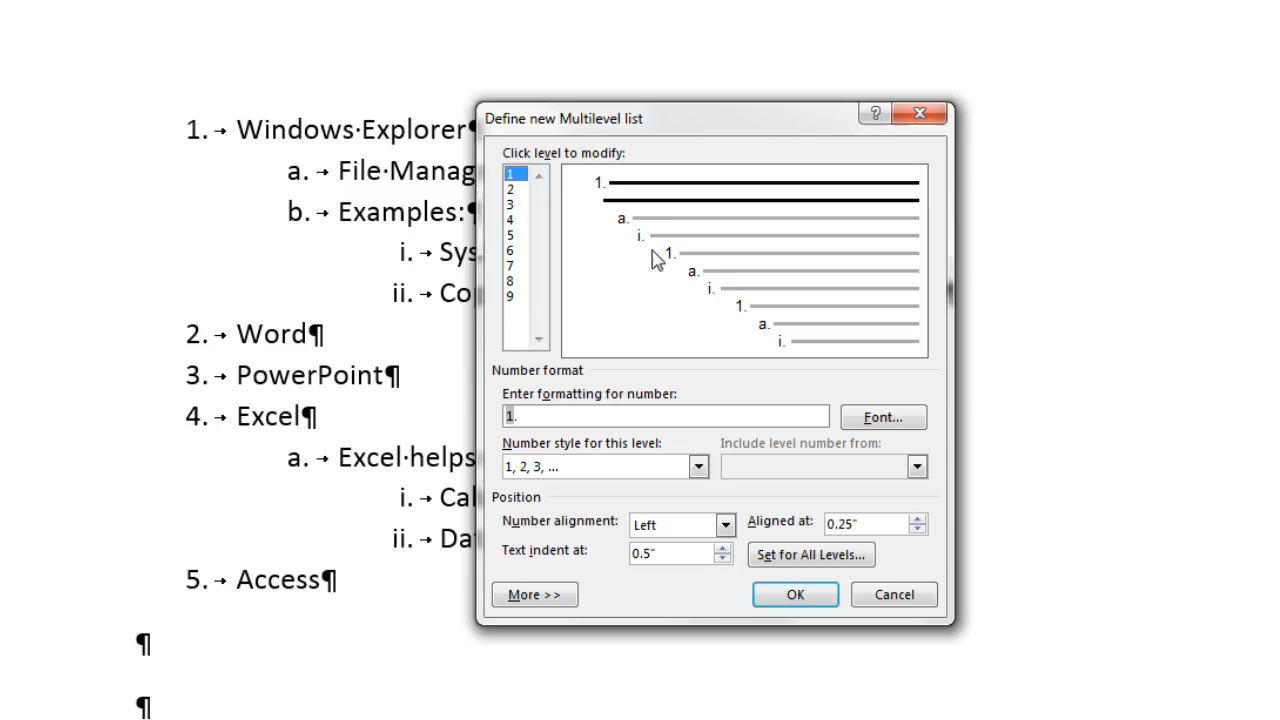 1.→Windows·Explorer¶
a.→File·Manag
b.→Examples:¶
i.→Sys
ii.→Co
2.→Word¶
3.→PowerPoint¶
4.→Excel¶
a.→Excel·helps
i.→Cal
ii.→Da
5.→Access¶
¶
¶
Define new Multilevel list
Click level to modify:
1
2
3
4
5
6
7
8
9
1.
a.
i.
1.
a.
i.
1.
a.
i.
Number format
Enter formatting for number:
1.
Font...
Number style for this level:
Include level number from:
1, 2, 3, ...
Position
Number alignment:
Left
Aligned at:
0.25"
Text indent at:
0.5"
Set for All Levels...
More >>
OK
Cancel